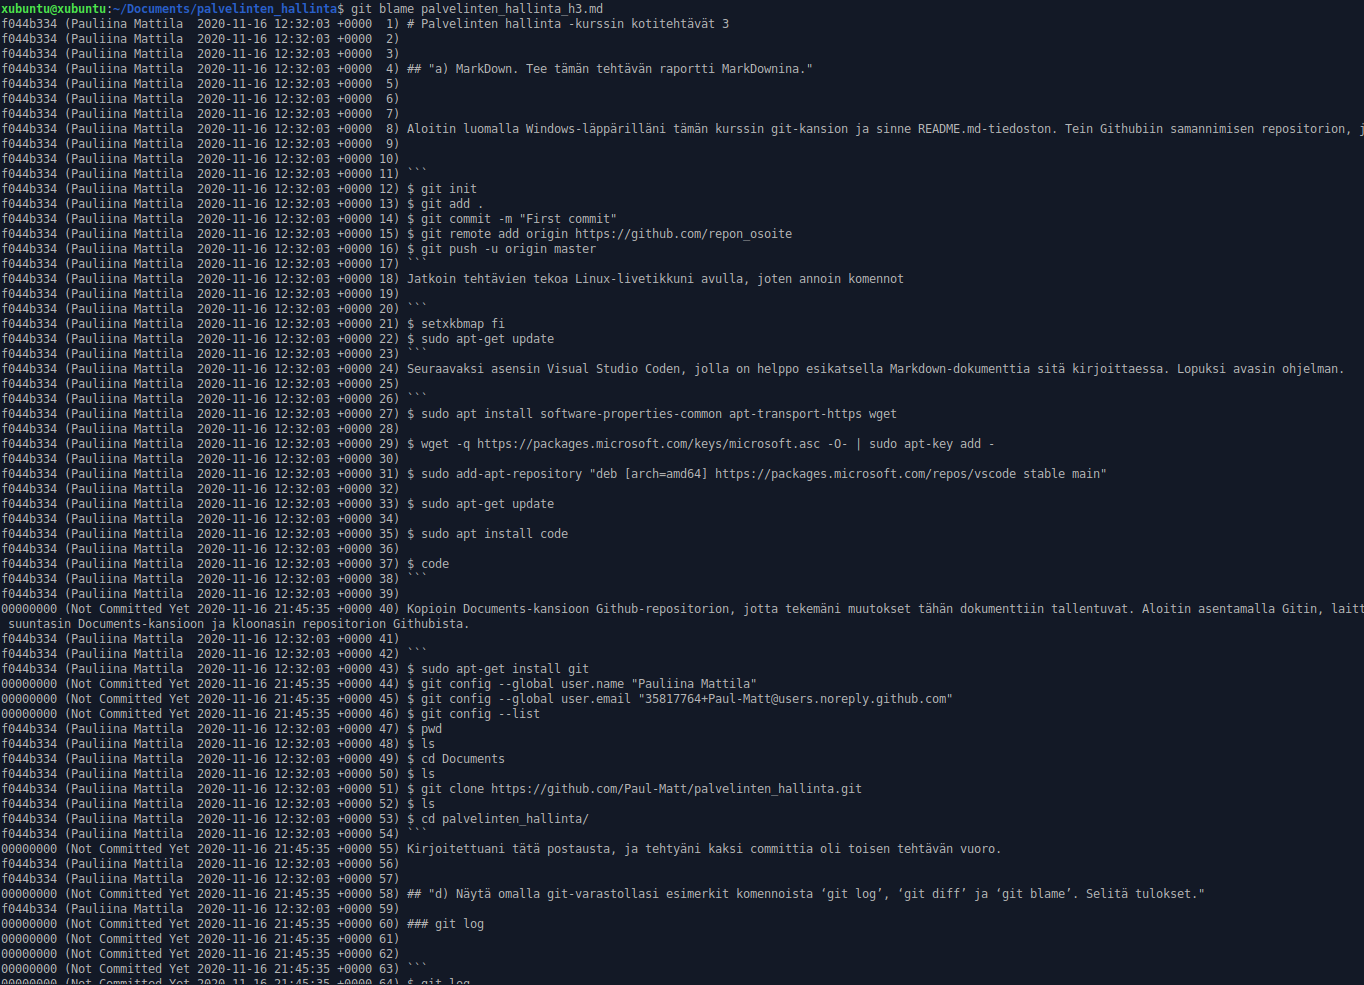 xubuntu@xubuntu:~/Documents/palvelinten_hallinta$ git blame palvelinten_hallinta_h3.md
f044b334 (Pauliina Mattila  2020-11-16 12:32:03 +0000  1) # Palvelinten hallinta -kurssin kotitehtävät 3
f044b334 (Pauliina Mattila  2020-11-16 12:32:03 +0000  2)
f044b334 (Pauliina Mattila  2020-11-16 12:32:03 +0000  3)
f044b334 (Pauliina Mattila  2020-11-16 12:32:03 +0000  4) ## "a) MarkDown. Tee tämän tehtävän raportti MarkDownina."
f044b334 (Pauliina Mattila  2020-11-16 12:32:03 +0000  5)
f044b334 (Pauliina Mattila  2020-11-16 12:32:03 +0000  6)
f044b334 (Pauliina Mattila  2020-11-16 12:32:03 +0000  7)
f044b334 (Pauliina Mattila  2020-11-16 12:32:03 +0000  8) Aloitin luomalla Windows-läppärilläni tämän kurssin git-kansion ja sinne README.md-tiedoston. Tein Githubiin samannimisen repositorion, j
f044b334 (Pauliina Mattila  2020-11-16 12:32:03 +0000  9)
f044b334 (Pauliina Mattila  2020-11-16 12:32:03 +0000 10)
f044b334 (Pauliina Mattila  2020-11-16 12:32:03 +0000 11) ```
f044b334 (Pauliina Mattila  2020-11-16 12:32:03 +0000 12) $ git init
f044b334 (Pauliina Mattila  2020-11-16 12:32:03 +0000 13) $ git add .
f044b334 (Pauliina Mattila  2020-11-16 12:32:03 +0000 14) $ git commit -m "First commit"
f044b334 (Pauliina Mattila  2020-11-16 12:32:03 +0000 15) $ git remote add origin https://github.com/repon_osoite
f044b334 (Pauliina Mattila  2020-11-16 12:32:03 +0000 16) $ git push -u origin master
f044b334 (Pauliina Mattila  2020-11-16 12:32:03 +0000 17) ```
f044b334 (Pauliina Mattila  2020-11-16 12:32:03 +0000 18) Jatkoin tehtävien tekoa Linux-livetikkuni avulla, joten annoin komennot
f044b334 (Pauliina Mattila  2020-11-16 12:32:03 +0000 19)
f044b334 (Pauliina Mattila  2020-11-16 12:32:03 +0000 20) ```
f044b334 (Pauliina Mattila  2020-11-16 12:32:03 +0000 21) $ setxkbmap fi
f044b334 (Pauliina Mattila  2020-11-16 12:32:03 +0000 22) $ sudo apt-get update
f044b334 (Pauliina Mattila  2020-11-16 12:32:03 +0000 23) ```
f044b334 (Pauliina Mattila  2020-11-16 12:32:03 +0000 24) Seuraavaksi asensin Visual Studio Coden, jolla on helppo esikatsella Markdown-dokumenttia sitä kirjoittaessa. Lopuksi avasin ohjelman.
f044b334 (Pauliina Mattila  2020-11-16 12:32:03 +0000 25)
f044b334 (Pauliina Mattila  2020-11-16 12:32:03 +0000 26) ```
f044b334 (Pauliina Mattila  2020-11-16 12:32:03 +0000 27) $ sudo apt install software-properties-common apt-transport-https wget
f044b334 (Pauliina Mattila  2020-11-16 12:32:03 +0000 28)
f044b334 (Pauliina Mattila  2020-11-16 12:32:03 +0000 29) $ wget -q https://packages.microsoft.com/keys/microsoft.asc -O- | sudo apt-key add -
f044b334 (Pauliina Mattila  2020-11-16 12:32:03 +0000 30)
f044b334 (Pauliina Mattila  2020-11-16 12:32:03 +0000 31) $ sudo add-apt-repository "deb [arch=amd64] https://packages.microsoft.com/repos/vscode stable main"
f044b334 (Pauliina Mattila  2020-11-16 12:32:03 +0000 32)
f044b334 (Pauliina Mattila  2020-11-16 12:32:03 +0000 33) $ sudo apt-get update
f044b334 (Pauliina Mattila  2020-11-16 12:32:03 +0000 34)
f044b334 (Pauliina Mattila  2020-11-16 12:32:03 +0000 35) $ sudo apt install code
f044b334 (Pauliina Mattila  2020-11-16 12:32:03 +0000 36)
f044b334 (Pauliina Mattila  2020-11-16 12:32:03 +0000 37) $ code
f044b334 (Pauliina Mattila  2020-11-16 12:32:03 +0000 38) ```
f044b334 (Pauliina Mattila  2020-11-16 12:32:03 +0000 39)
00000000 (Not Committed Yet 2020-11-16 21:45:35 +0000 40) Kopioin Documents-kansioon Github-repositorion, jotta tekemäni muutokset tähän dokumenttiin tallentuvat. Aloitin asentamalla Gitin, lait
suuntasin Documents-kansioon ja kloonasin repositorion Githubista.
f044b334 (Pauliina Mattila  2020-11-16 12:32:03 +0000 41)
f044b334 (Pauliina Mattila  2020-11-16 12:32:03 +0000 42) ```
f044b334 (Pauliina Mattila  2020-11-16 12:32:03 +0000 43) $ sudo apt-get install git
00000000 (Not Committed Yet 2020-11-16 21:45:35 +0000 44) $ git config --global user.name "Pauliina Mattila"
00000000 (Not Committed Yet 2020-11-16 21:45:35 +0000 45) $ git config --global user.email "35817764+Paul-Matt@users.noreply.github.com"
00000000 (Not Committed Yet 2020-11-16 21:45:35 +0000 46) $ git config --list
f044b334 (Pauliina Mattila  2020-11-16 12:32:03 +0000 47) $ pwd
f044b334 (Pauliina Mattila  2020-11-16 12:32:03 +0000 48) $ ls
f044b334 (Pauliina Mattila  2020-11-16 12:32:03 +0000 49) $ cd Documents
f044b334 (Pauliina Mattila  2020-11-16 12:32:03 +0000 50) $ ls
f044b334 (Pauliina Mattila  2020-11-16 12:32:03 +0000 51) $ git clone https://github.com/Paul-Matt/palvelinten_hallinta.git
f044b334 (Pauliina Mattila  2020-11-16 12:32:03 +0000 52) $ ls
f044b334 (Pauliina Mattila  2020-11-16 12:32:03 +0000 53) $ cd palvelinten_hallinta/
f044b334 (Pauliina Mattila  2020-11-16 12:32:03 +0000 54) ```
00000000 (Not Committed Yet 2020-11-16 21:45:35 +0000 55) Kirjoitettuani tätä postausta, ja tehtyäni kaksi committia oli toisen tehtävän vuoro.
f044b334 (Pauliina Mattila  2020-11-16 12:32:03 +0000 56)
f044b334 (Pauliina Mattila  2020-11-16 12:32:03 +0000 57)
00000000 (Not Committed Yet 2020-11-16 21:45:35 +0000 58) ## "d) Näytä omalla git-varastollasi esimerkit komennoista ‘git log’, ‘git diff’ ja ‘git blame’. Selitä tulokset."
f044b334 (Pauliina Mattila  2020-11-16 12:32:03 +0000 59)
00000000 (Not Committed Yet 2020-11-16 21:45:35 +0000 60) ### git log
00000000 (Not Committed Yet 2020-11-16 21:45:35 +0000 61)
00000000 (Not Committed Yet 2020-11-16 21:45:35 +0000 62)
00000000 (Not Committed Yet 2020-11-16 21:45:35 +0000 63) ```
00000000 (Not Committed Yet 2020-11-16 21:45:35 +0000 64) $ git log